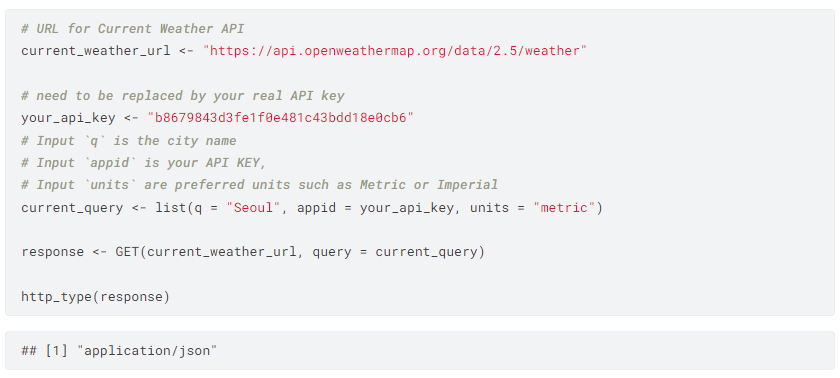 # URL for Current Weather API
current_weather_url <- "https://api.openweathermap.org/data/2.5/weather"
# need to be replaced by your real API key
your_api_key <- "b8679843d3fe1f0e481c43bdd18e0cb6"
# Input `q` is the city name
# Input `appid` is your API KEY,
# Input `units` are preferred units such as Metric or Imperial
current_query <- list(q = "Seoul", appid = your_api_key, units = "metric")
response <- GET(current_weather_url, query = current_query)
http_type(response)
## [1] "application/json"